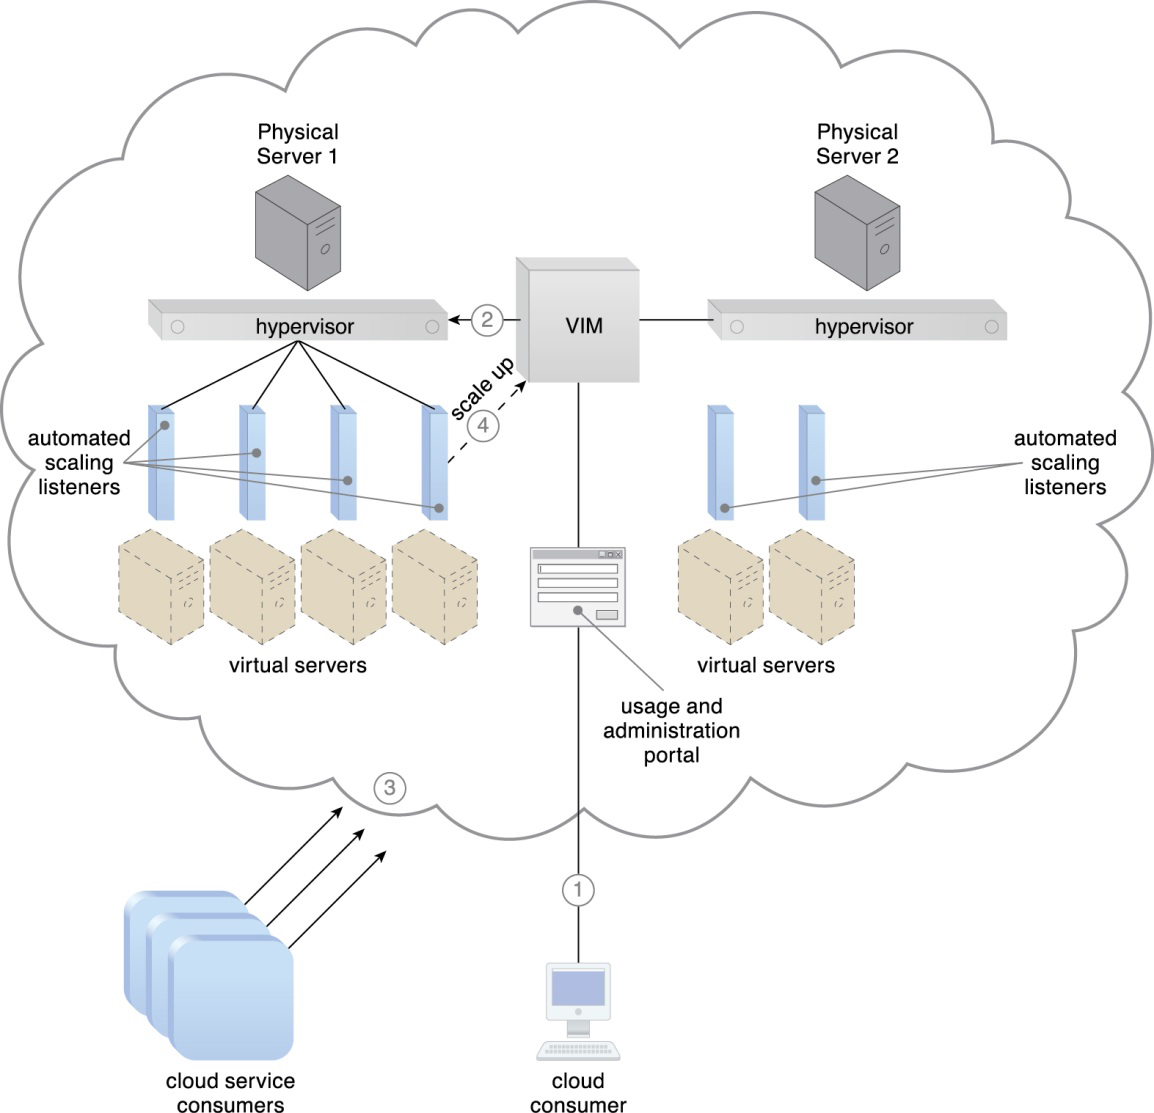 Physical
Server 1
Physical
Server 2
hypervisor
2
VIM
hypervisor
scale up
4
automated
scaling
listeners
automated
scaling
listeners
virtual servers
virtual servers
usage and
administration
portal
3
1
cloud service
consumers
cloud
consumer